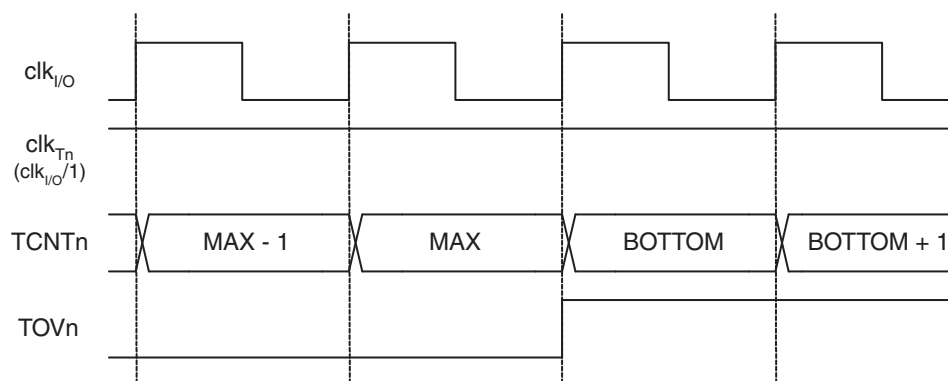 clkI/O
clkTn
(clkI/O/1)
TCNTn MAX - 1 MAX BOTTOM BOTTOM + 1
TOVn